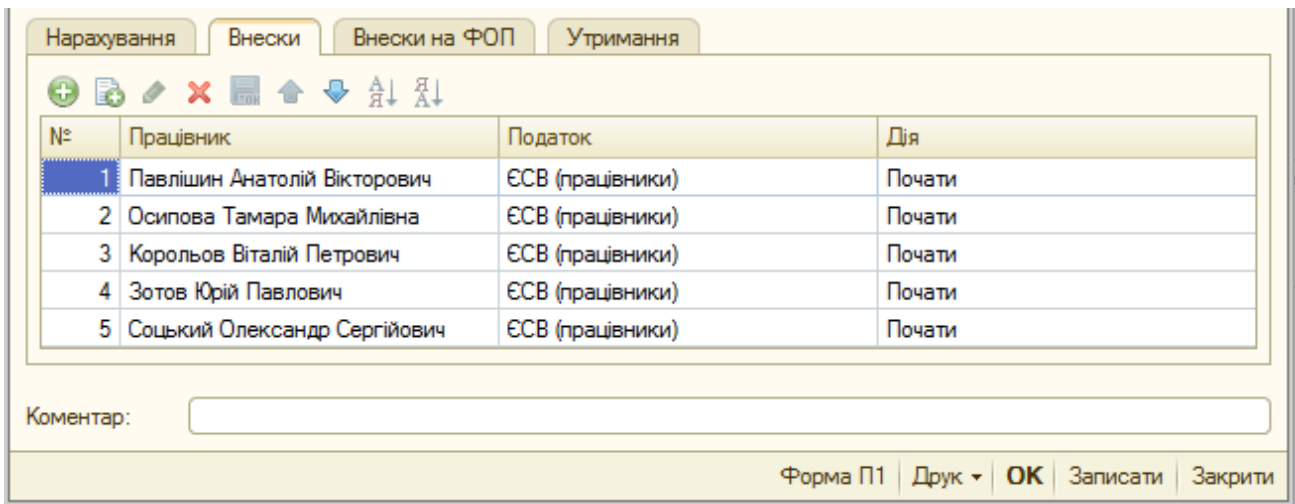 Нарахування Внески Внески на ФОП Утримання
№ Працівник Податок Дія
1 Павлішин Анатолій Вікторович ЄСВ (працівники) Почати
2 Осипова Тамара Михайлівна ЄСВ (працівники) Почати
3 Корольов Віталій Петрович ЄСВ (працівники) Почати
4 Зотов Юрій Павлович ЄСВ (працівники) Почати
5 Соцький Олександр Сергійович ЄСВ (працівники) Почати
Коментар:
Форма П1 Друк OK Записати Закрити